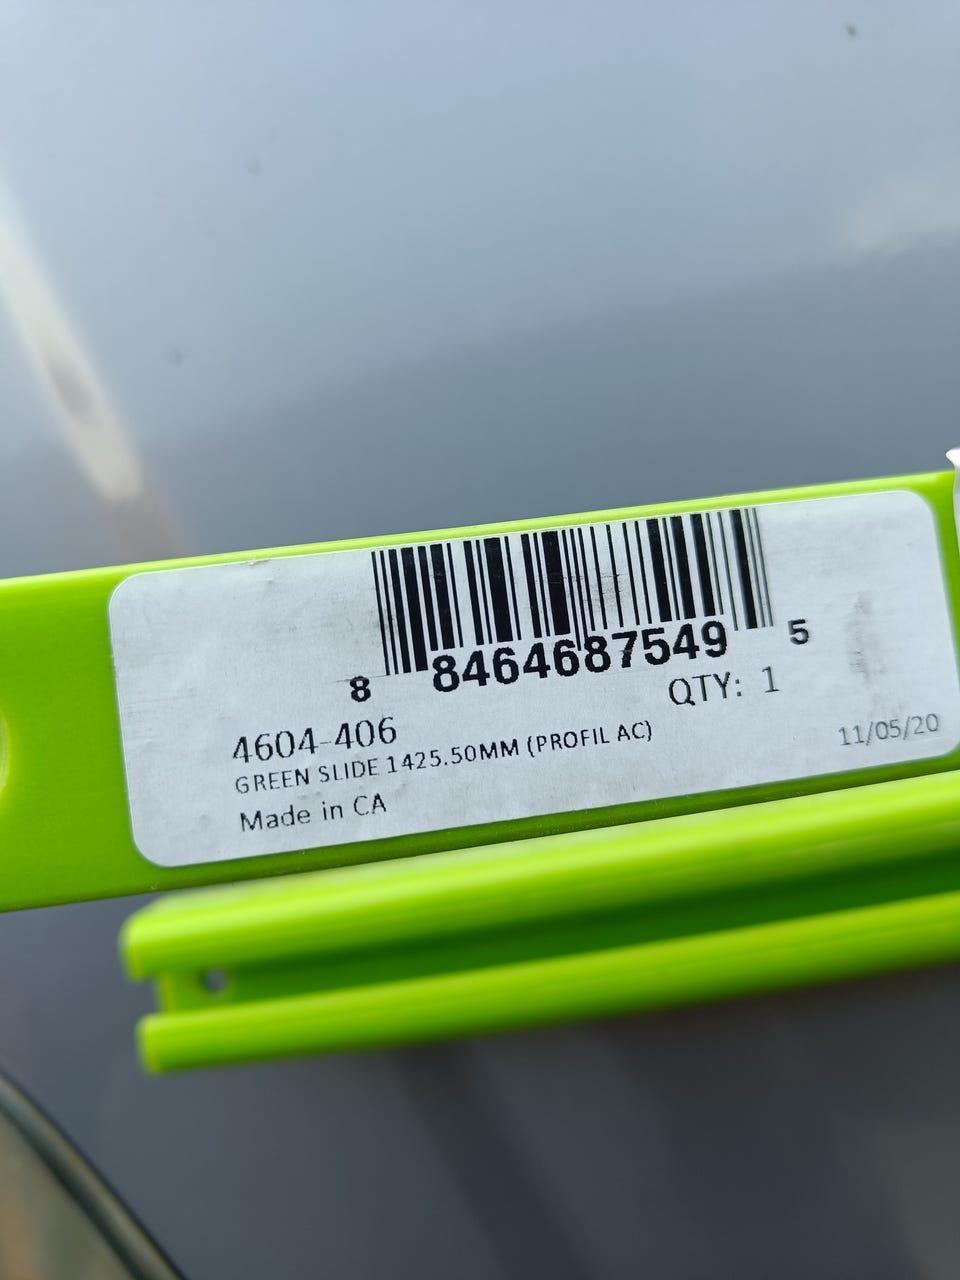 8 8464687549 5
QTY: 1
4604-406
GREEN SLIDE 1425.50MM (PROFIL AC)
11/05/20
Made in CA